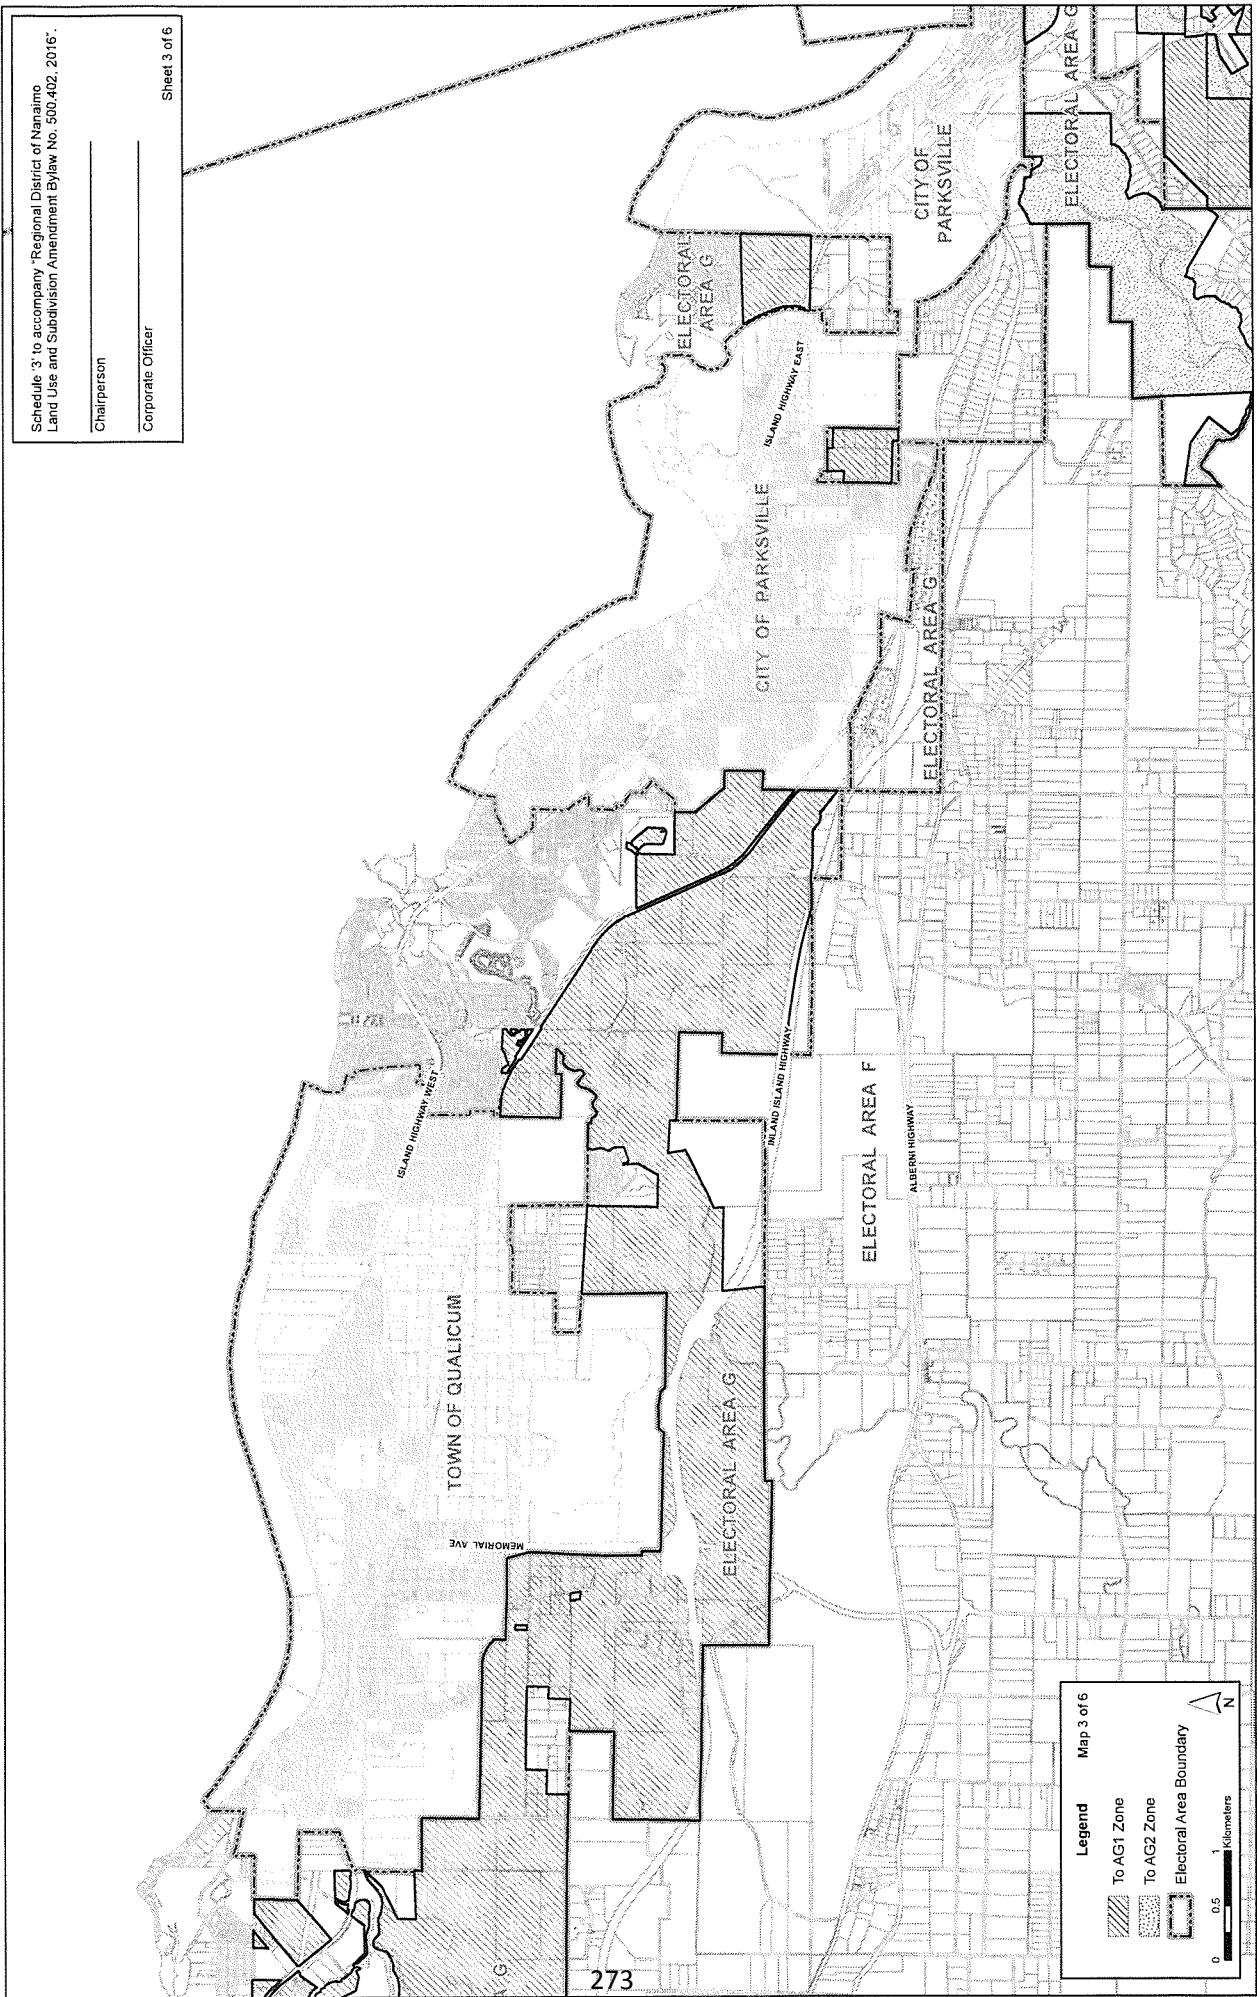 Schedule '3' to accompany "Regional District of Nanaimo
Land Use and Subdivision Amendment Bylaw No. 500.402, 2016".
Chairperson
Corporate Officer
Sheet 3 of 6
ELECTORAL AREA G
CITY OF
PARKSVILLE
ELECTORAL
AREA G
ISLAND HIGHWAY EAST
CITY OF PARKSVILLE
ELECTORAL AREA G
ISLAND HIGHWAY WEST
INLAND ISLAND HIGHWAY
ELECTORAL AREA F
ALBERNI HIGHWAY
TOWN OF QUALICUM
MEMORIAL AVE
ELECTORAL AREA G
A G
Legend
Map 3 of 6
To AG1 Zone
To AG2 Zone
Electoral Area Boundary
N
0 0.5 1
Kilometers
273